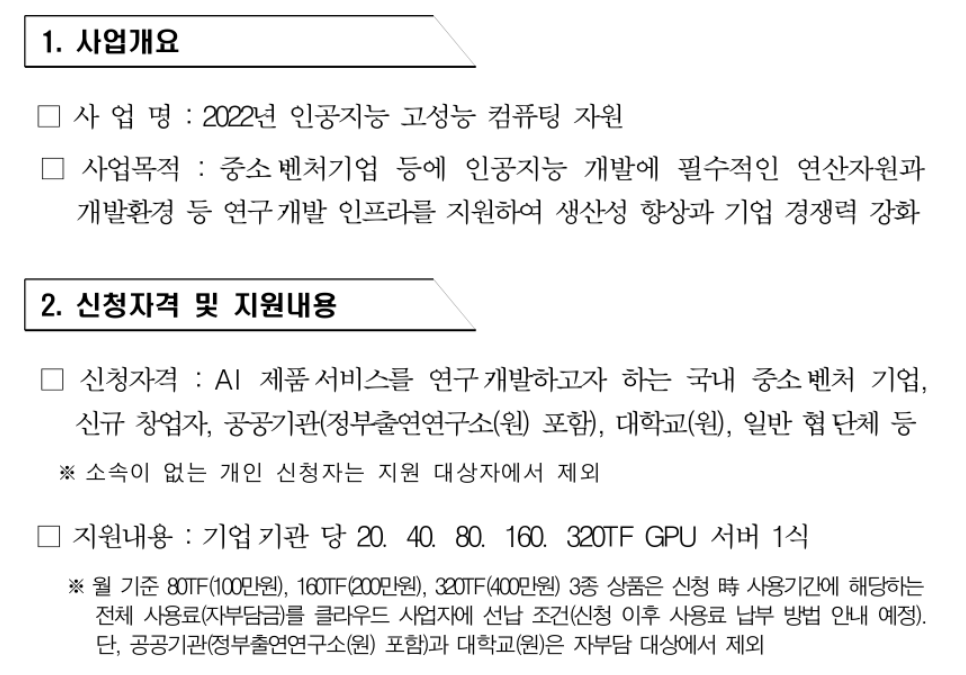 1. 사업개요
□ 사 업 명 : 2022년 인공지능 고성능 컴퓨팅 자원
□ 사업목적 : 중소 벤처기업 등에 인공지능 개발에 필수적인 연산자원과
개발환경 등 연구 개발 인프라를 지원하여 생산성 향상과 기업 경쟁력 강화
2. 신청자격 및 지원내용
□ 신청자격 : AI 제품 서비스를 연구 개발하고자 하는 국내 중소 벤처 기업,
신규 창업자, 공공기관(정부출연연구소(원) 포함), 대학교(원), 일반 협 단체 등
※ 소속이 없는 개인 신청자는 지원 대상자에서 제외
□ 지원내용 : 기업 기관 당 20. 40. 80. 160. 320TF GPU 서버 1식
※ 월 기준 80TF(100만원), 160TF(200만원), 320TF(400만원) 3종 상품은 신청 時 사용기간에 해당하는
전체 사용료(자부담금)를 클라우드 사업자에 선납 조건(신청 이후 사용료 납부 방법 안내 예정).
단, 공공기관(정부출연연구소(원) 포함)과 대학교(원)은 자부담 대상에서 제외